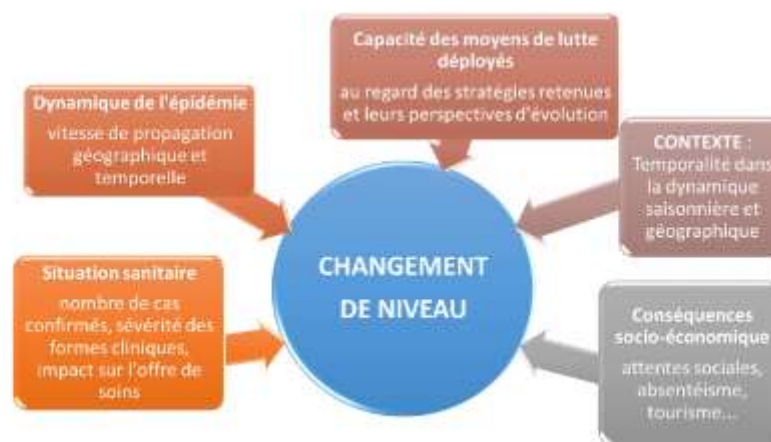 Capacité des moyens de lutte
déployés
au regard des stratégies retenues
et leurs perspectives d'évolution
Dynamique de l'épidémie
vitesse de propagation
géographique et
temporelle
CONTEXTE :
Temporalité dans
la dynamique
saisonnière et
géographique
CHANGEMENT
DE NIVEAU
Situation sanitaire
nombre de cas
confirmés, sévérité des
formes cliniques,
impact sur l'offre de
soins
Conséquences
socio-économique
attentes sociales,
absentéisme,
tourisme...